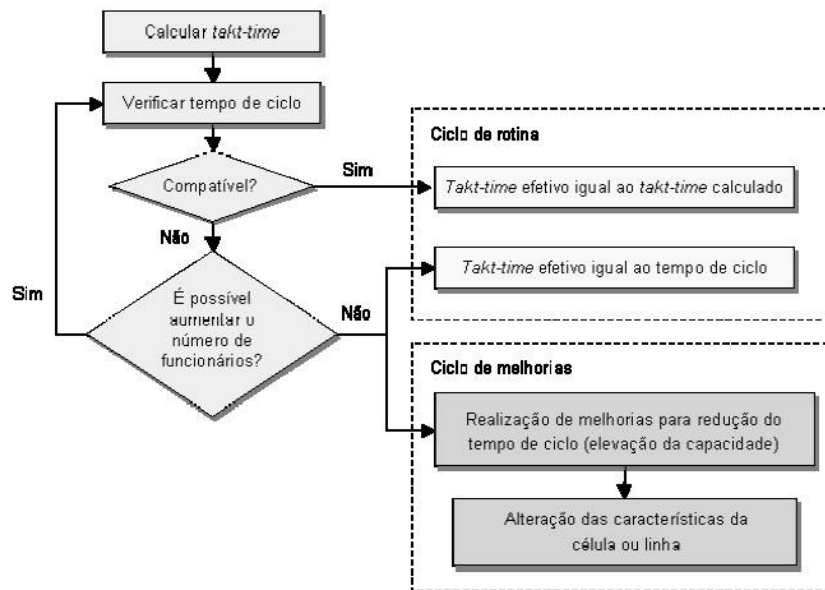 Calcular takt-time
Verificar tempo de ciclo
Compatível?
Sim
Não
É possível
aumentar o
número de
funcionários?
Sim
Não
Ciclo de rotina
Takt-time efetivo igual ao takt-time calculado
Takt-time efetivo igual ao tempo de ciclo
Ciclo de melhorias
Realização de melhorias para redução do
tempo de ciclo (elevação da capacidade)
Alteração das características da
célula ou linha